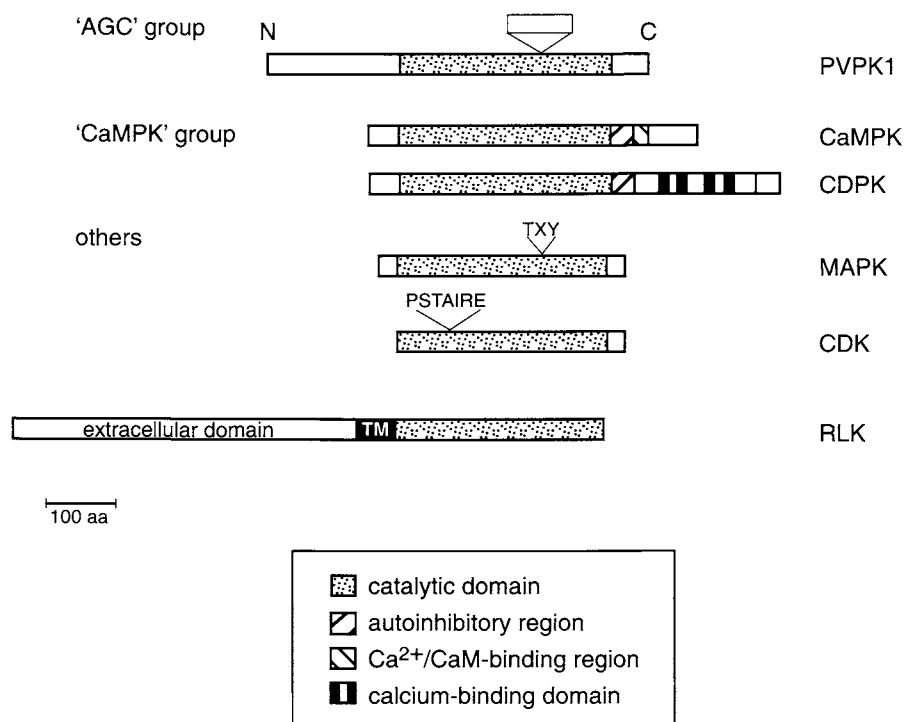 'AGC' group
N
C
PVPK1
'CaMPK' group
CaMPK
CDPK
others
TXY
MAPK
PSTAIRE
CDK
extracellular domain
TM
RLK
100 aa
catalytic domain
autoinhibitory region
Ca²⁺/CaM-binding region
calcium-binding domain